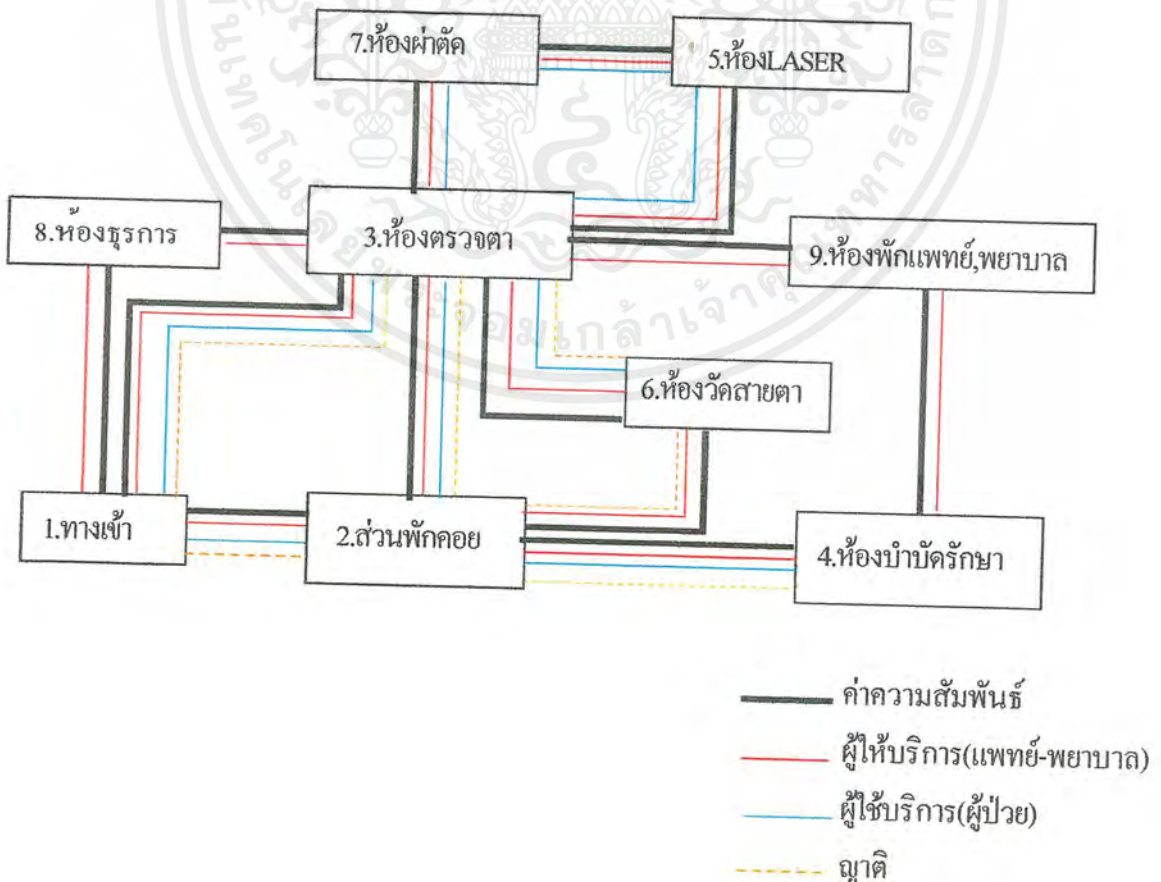 7.ห้องผ่าตัด
5.ห้องLASER
8.ห้องธุรการ
3.ห้องตรวจตา
9.ห้องพักแพทย์,พยาบาล
6.ห้องวัดสายตา
1.ทางเข้า
2.ส่วนพักคอย
4.ห้องบำบัดรักษา
ค่าความสัมพันธ์
ผู้ให้บริการ(แพทย์-พยาบาล)
ผู้ใช้บริการ(ผู้ป่วย)
ญาติ